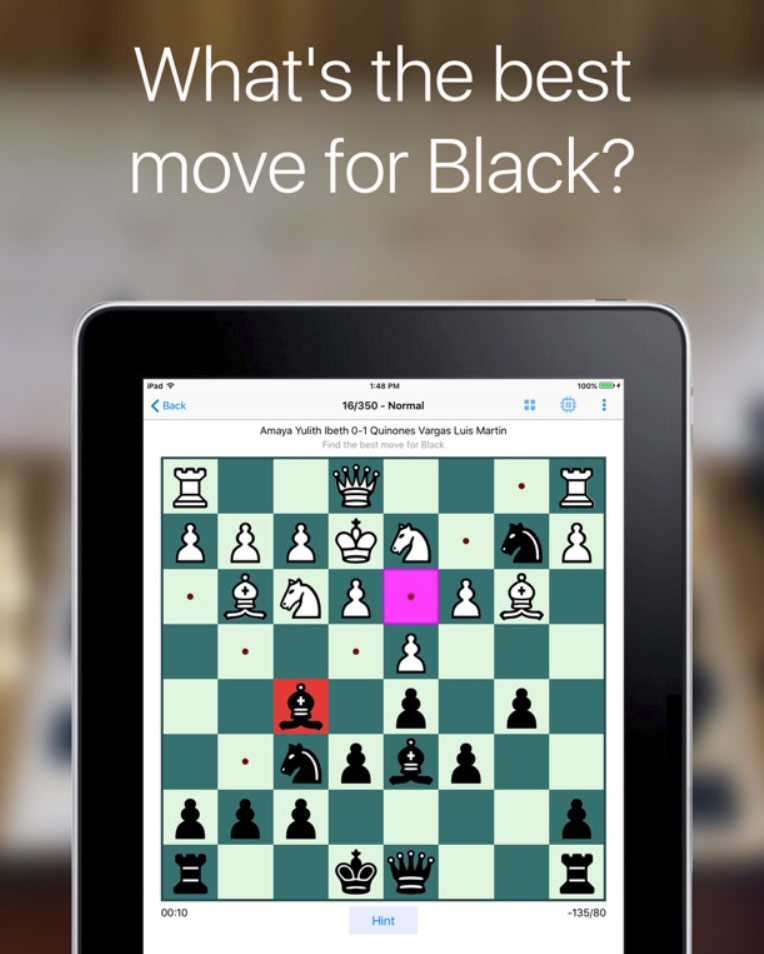 What's the best
move for Black?
iPad 1:48 PM 100%
Back 16/350 - Normal
Amaya Yulith Ibeth 0-1 Quinones Vargas Luis Martin
Find the best move for Black
00:10 Hint -135/80